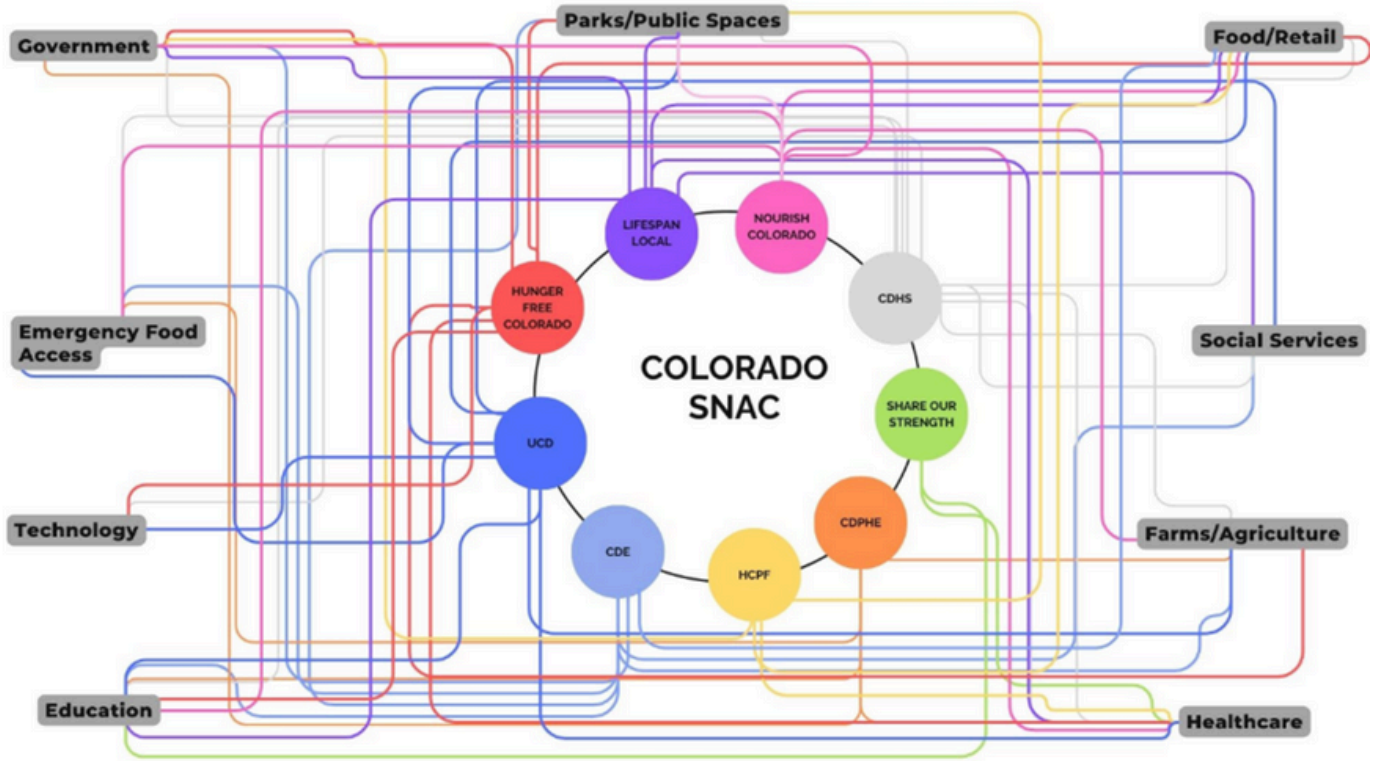 Parks/Public Spaces
Government
Food/Retail
LIFESPAN
LOCAL
NOURISH
COLORADO
HUNGER
FREE
COLORADO
CDHS
Emergency Food
Access
Social Services
COLORADO
SNAC
SHARE OUR
STRENGTH
UCD
Technology
CDPHE
Farms/Agriculture
CDE
HCPF
Education
Healthcare